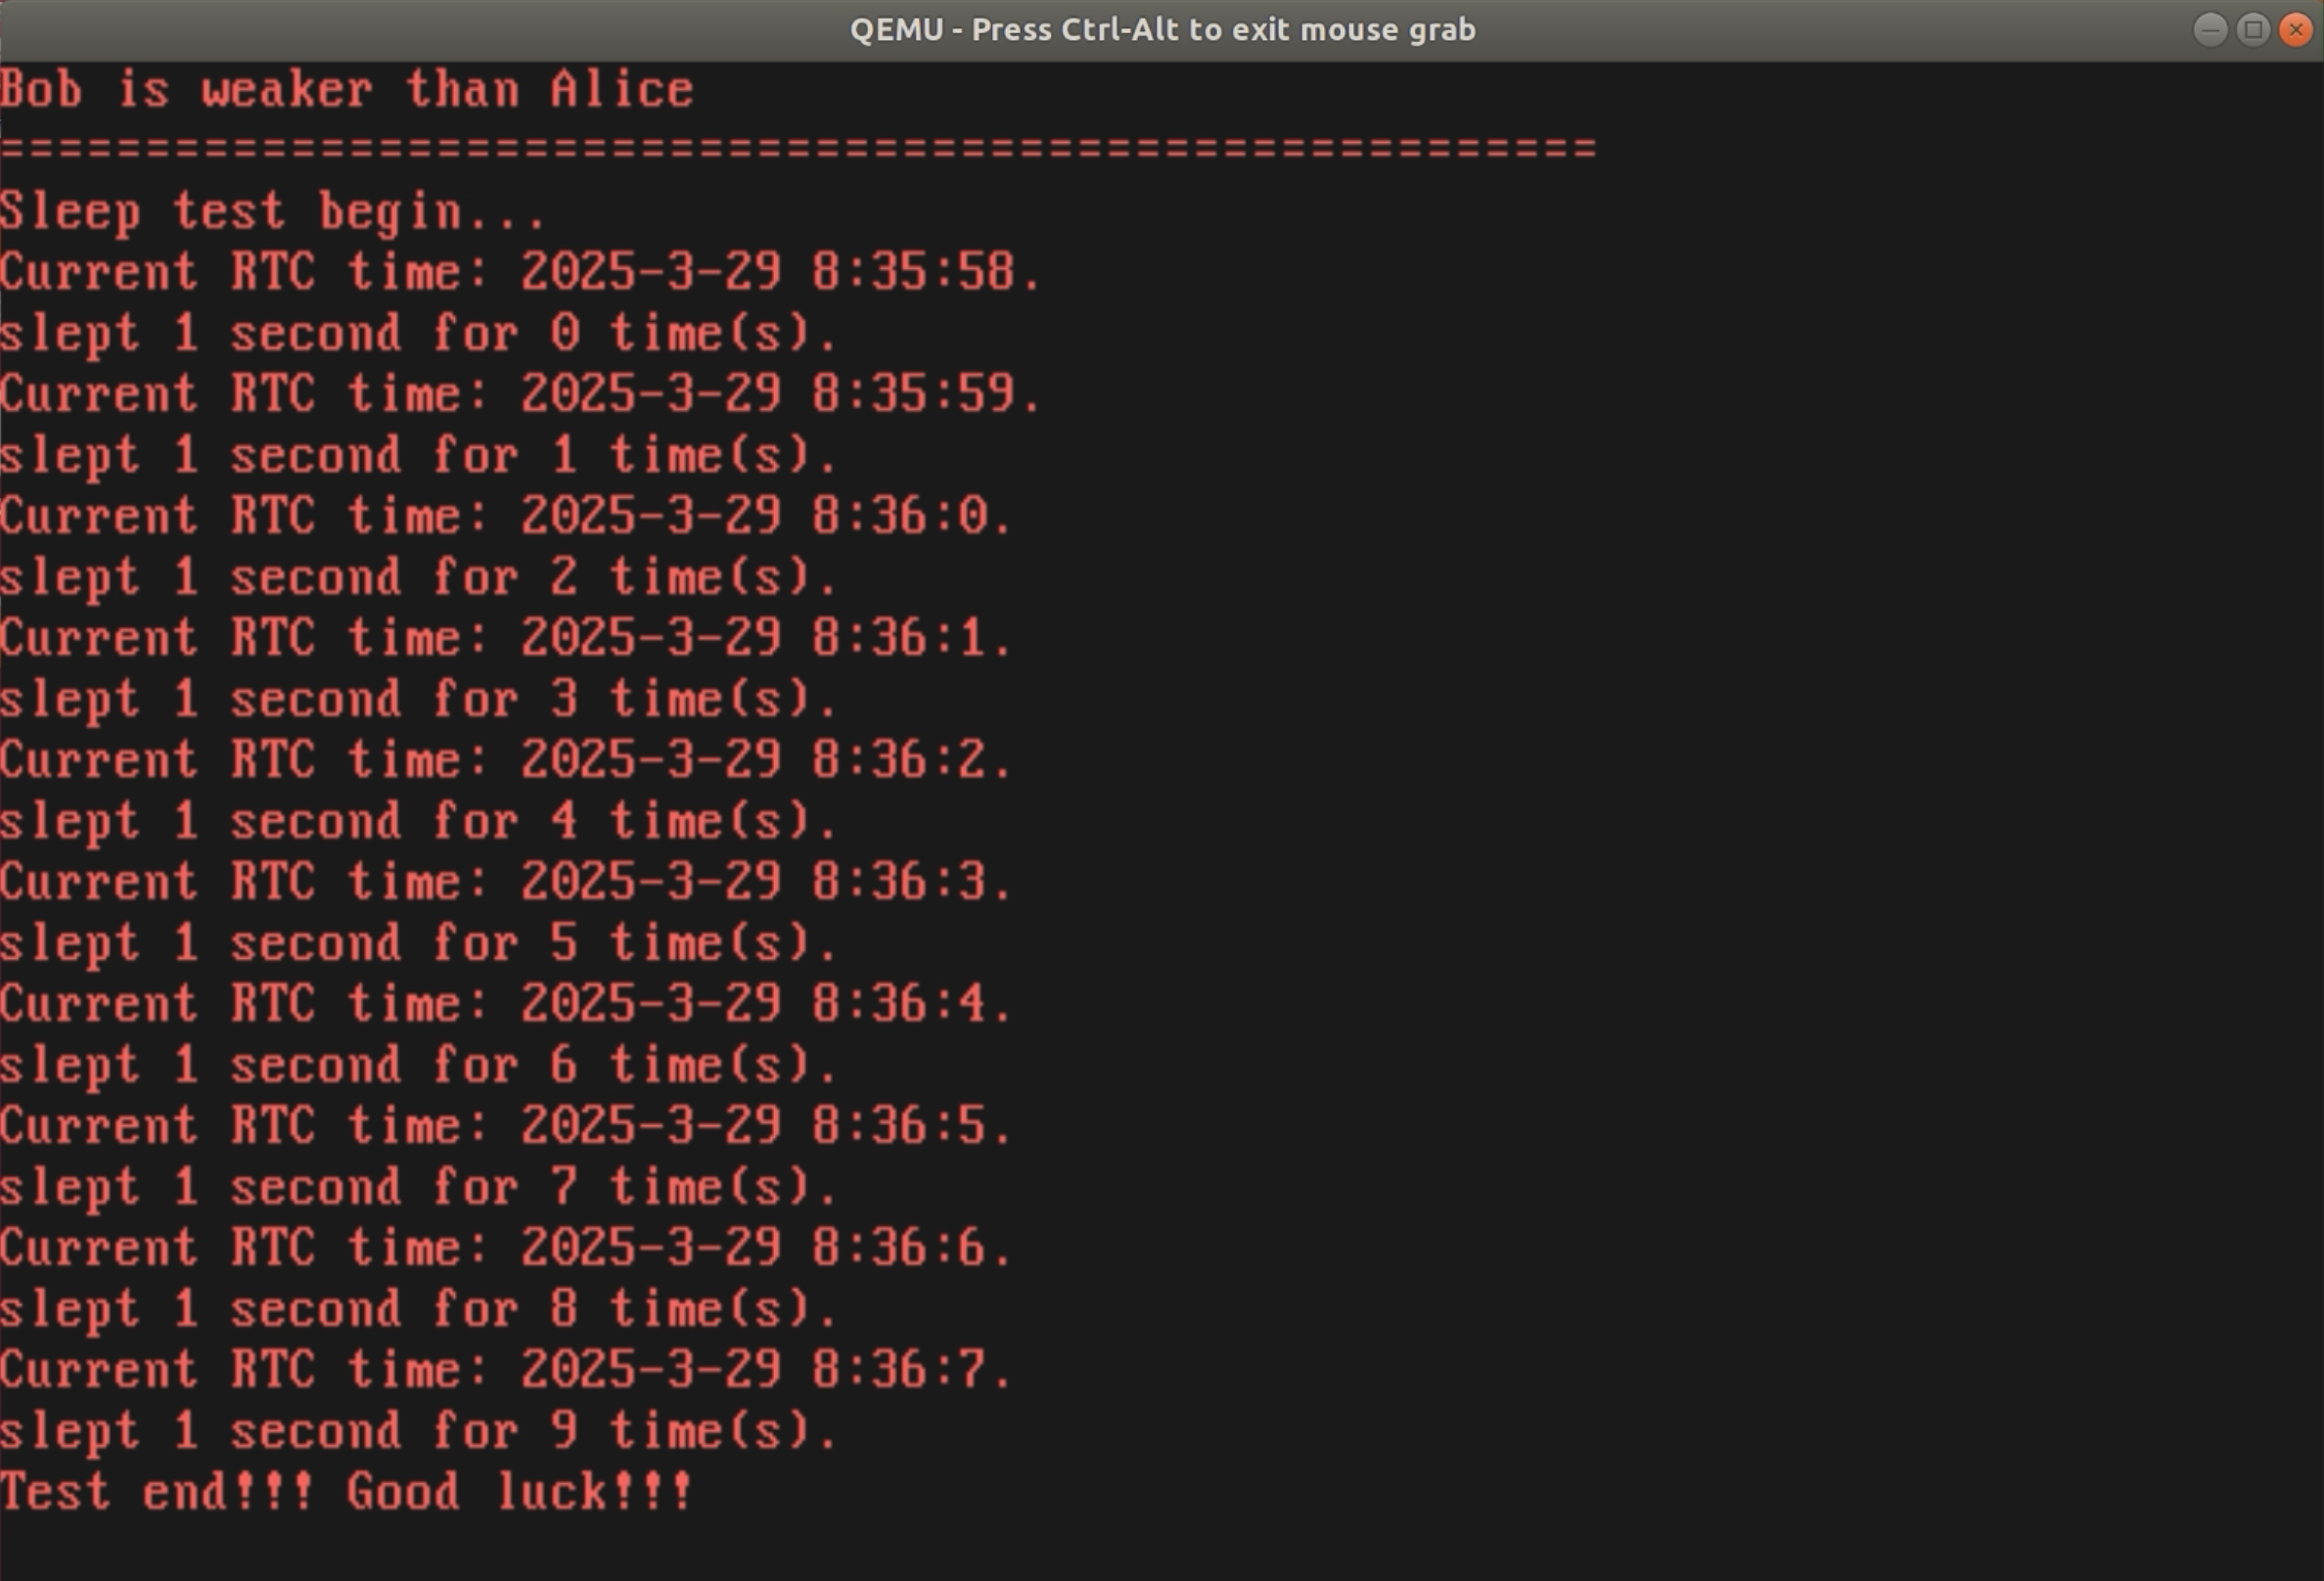 QEMU - Press Ctrl-Alt to exit mouse grab
Bob is weaker than Alice
=======================================================
Sleep test begin...
Current RTC time: 2025-3-29 8:35:58.
slept 1 second for 0 time(s).
Current RTC time: 2025-3-29 8:35:59.
slept 1 second for 1 time(s).
Current RTC time: 2025-3-29 8:36:0.
slept 1 second for 2 time(s).
Current RTC time: 2025-3-29 8:36:1.
slept 1 second for 3 time(s).
Current RTC time: 2025-3-29 8:36:2.
slept 1 second for 4 time(s).
Current RTC time: 2025-3-29 8:36:3.
slept 1 second for 5 time(s).
Current RTC time: 2025-3-29 8:36:4.
slept 1 second for 6 time(s).
Current RTC time: 2025-3-29 8:36:5.
slept 1 second for 7 time(s).
Current RTC time: 2025-3-29 8:36:6.
slept 1 second for 8 time(s).
Current RTC time: 2025-3-29 8:36:7.
slept 1 second for 9 time(s).
Test end!!! Good luck!!!